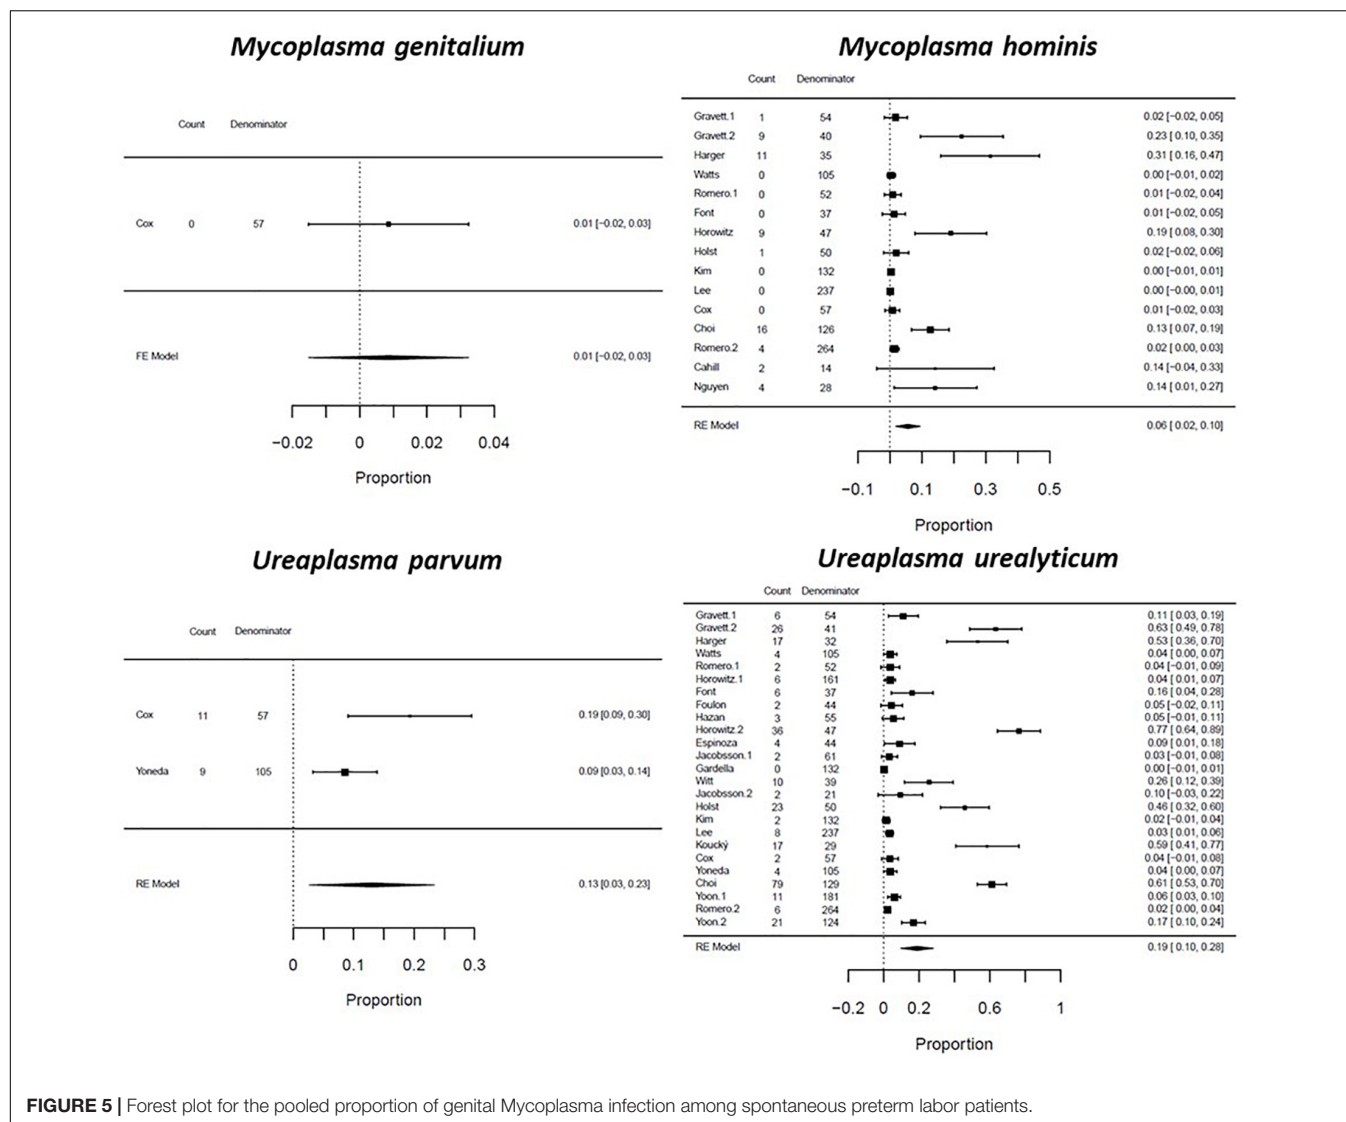 Mycoplasma genitalium
Count Denominator
Cox 0 57 0.01 [−0.02, 0.03]
FE Model 0.01 [−0.02, 0.03]
−0.02 0 0.02 0.04
Proportion
Mycoplasma hominis
Count Denominator
Gravett.1 1 54 0.02 [−0.02, 0.05]
Gravett.2 9 40 0.23 [ 0.10, 0.35]
Harger 11 35 0.31 [ 0.16, 0.47]
Watts 0 105 0.00 [−0.01, 0.02]
Romero.1 0 52 0.01 [−0.02, 0.04]
Font 0 37 0.01 [−0.02, 0.05]
Horowitz 9 47 0.19 [ 0.08, 0.30]
Holst 1 50 0.02 [−0.02, 0.06]
Kim 0 132 0.00 [−0.01, 0.01]
Lee 0 237 0.00 [−0.00, 0.01]
Cox 0 57 0.01 [−0.02, 0.03]
Choi 16 126 0.13 [ 0.07, 0.19]
Romero.2 4 264 0.02 [ 0.00, 0.03]
Cahill 2 14 0.14 [−0.04, 0.33]
Nguyen 4 28 0.14 [ 0.01, 0.27]
RE Model 0.06 [ 0.02, 0.10]
−0.1 0.1 0.3 0.5
Proportion
Ureaplasma parvum
Count Denominator
Cox 11 57 0.19 [0.09, 0.30]
Yoneda 9 105 0.09 [0.03, 0.14]
RE Model 0.13 [0.03, 0.23]
0 0.1 0.2 0.3
Proportion
Ureaplasma urealyticum
Count Denominator
Gravett.1 6 54 0.11 [ 0.03, 0.19]
Gravett.2 26 41 0.63 [ 0.49, 0.78]
Harger 17 32 0.53 [ 0.36, 0.70]
Watts 4 105 0.04 [ 0.00, 0.07]
Romero.1 2 52 0.04 [−0.01, 0.09]
Horowitz.1 6 161 0.04 [ 0.01, 0.07]
Font 6 37 0.16 [ 0.04, 0.28]
Foulon 2 44 0.05 [−0.02, 0.11]
Hazan 3 55 0.05 [−0.01, 0.11]
Horowitz.2 36 47 0.77 [ 0.64, 0.89]
Espinoza 4 44 0.09 [ 0.01, 0.18]
Jacobsson.1 2 61 0.03 [−0.01, 0.08]
Gardella 0 132 0.00 [−0.01, 0.01]
Witt 10 39 0.26 [ 0.12, 0.39]
Jacobsson.2 2 21 0.10 [−0.03, 0.22]
Holst 23 50 0.46 [ 0.32, 0.60]
Kim 2 132 0.02 [−0.01, 0.04]
Lee 8 237 0.03 [ 0.01, 0.06]
Koucký 17 29 0.59 [ 0.41, 0.77]
Cox 2 57 0.04 [−0.01, 0.08]
Yoneda 4 105 0.04 [ 0.00, 0.07]
Choi 79 129 0.61 [ 0.53, 0.70]
Yoon.1 11 181 0.06 [ 0.03, 0.10]
Romero.2 6 264 0.02 [ 0.00, 0.04]
Yoon.2 21 124 0.17 [ 0.10, 0.24]
RE Model 0.19 [ 0.10, 0.28]
−0.2 0 0.2 0.6 1
Proportion
FIGURE 5 | Forest plot for the pooled proportion of genital Mycoplasma infection among spontaneous preterm labor patients.